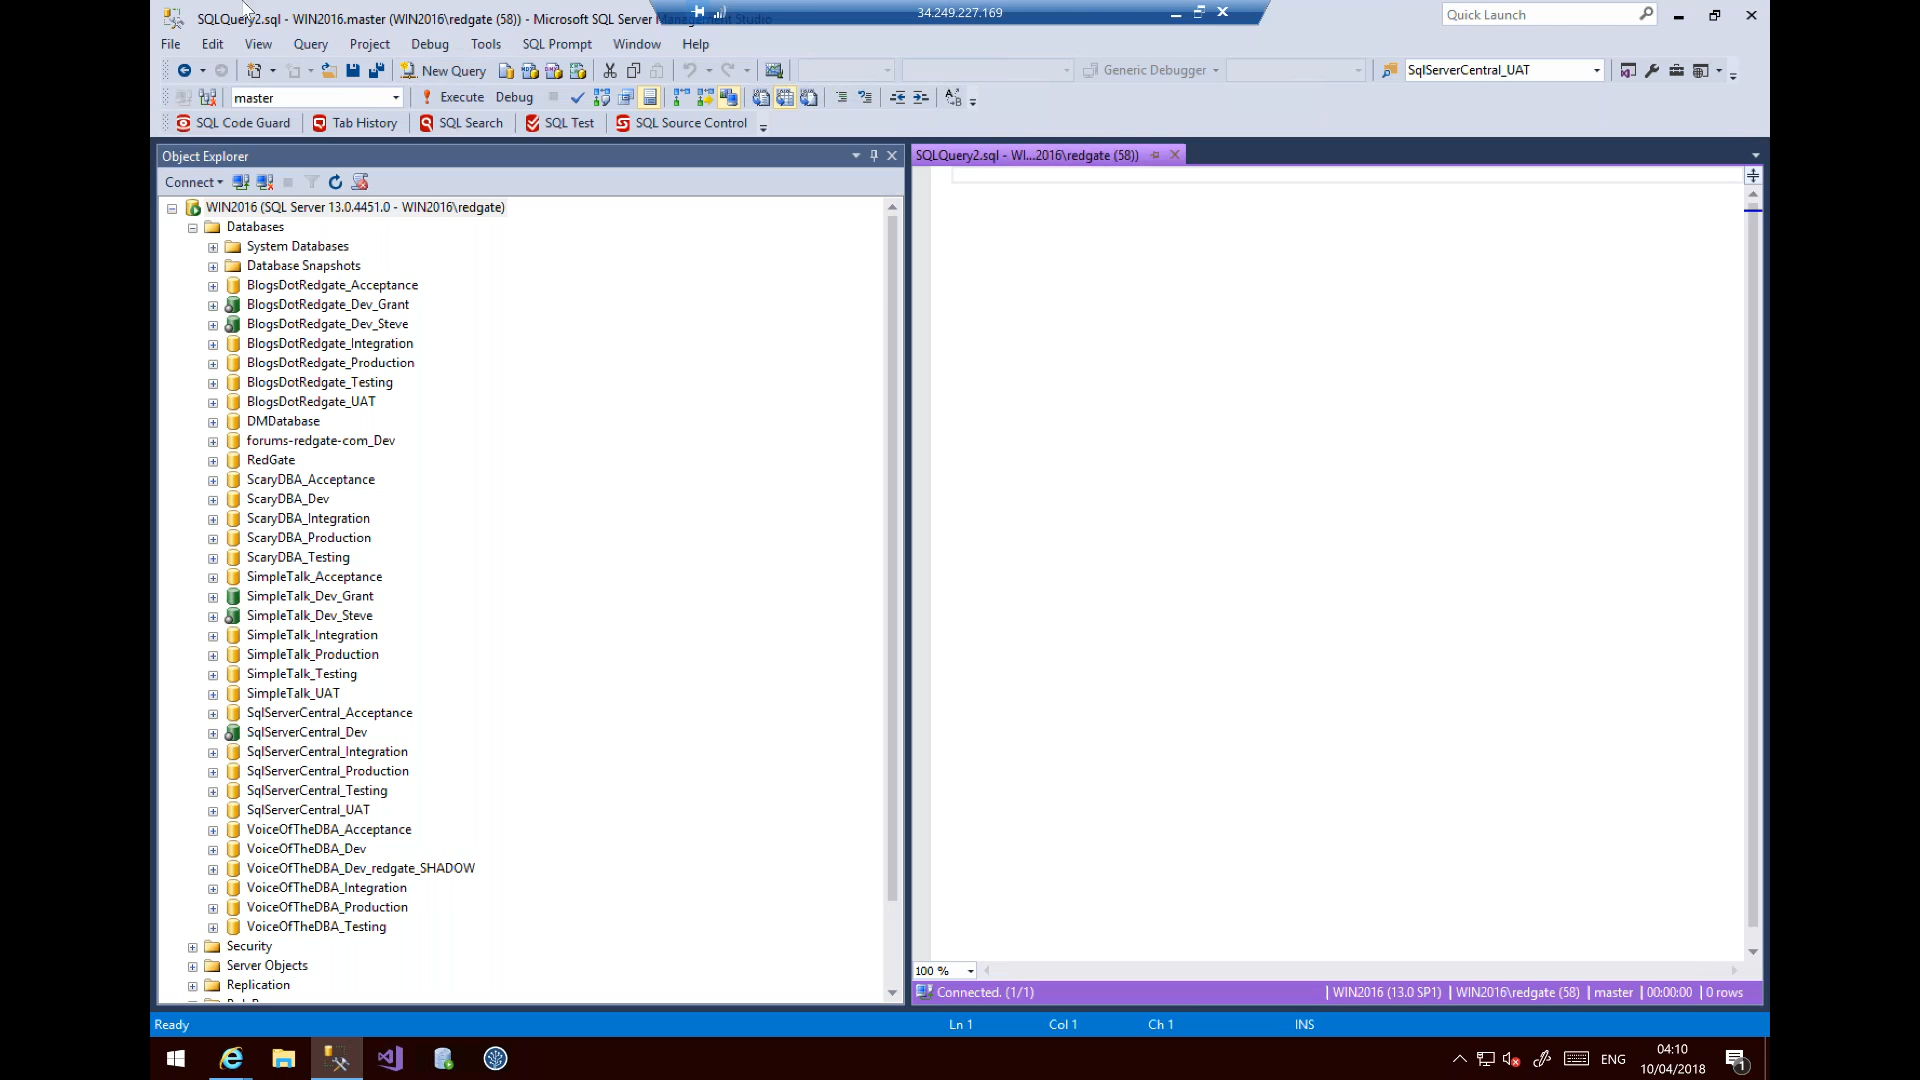 SQLQuery2.sql - WIN2016.master (WIN2016\redgate (58)) - Microsoft SQL Server Management Studio
34.249.227.169
Quick Launch
File Edit View Query Project Debug Tools SQL Prompt Window Help
New Query Generic Debugger SqlServerCentral_UAT
master Execute Debug
SQL Code Guard Tab History SQL Search SQL Test SQL Source Control
Object Explorer
Connect
WIN2016 (SQL Server 13.0.4451.0 - WIN2016\redgate)
Databases
System Databases
Database Snapshots
BlogsDotRedgate_Acceptance
BlogsDotRedgate_Dev_Grant
BlogsDotRedgate_Dev_Steve
BlogsDotRedgate_Integration
BlogsDotRedgate_Production
BlogsDotRedgate_Testing
BlogsDotRedgate_UAT
DMDatabase
forums-redgate-com_Dev
RedGate
ScaryDBA_Acceptance
ScaryDBA_Dev
ScaryDBA_Integration
ScaryDBA_Production
ScaryDBA_Testing
SimpleTalk_Acceptance
SimpleTalk_Dev_Grant
SimpleTalk_Dev_Steve
SimpleTalk_Integration
SimpleTalk_Production
SimpleTalk_Testing
SimpleTalk_UAT
SqlServerCentral_Acceptance
SqlServerCentral_Dev
SqlServerCentral_Integration
SqlServerCentral_Production
SqlServerCentral_Testing
SqlServerCentral_UAT
VoiceOfTheDBA_Acceptance
VoiceOfTheDBA_Dev
VoiceOfTheDBA_Dev_redgate_SHADOW
VoiceOfTheDBA_Integration
VoiceOfTheDBA_Production
VoiceOfTheDBA_Testing
Security
Server Objects
Replication
SQLQuery2.sql - WI...2016\redgate (58))
100 %
Connected. (1/1) WIN2016 (13.0 SP1) WIN2016\redgate (58) master 00:00:00 0 rows
Ready Ln 1 Col 1 Ch 1 INS
ENG
04:10
10/04/2018
1